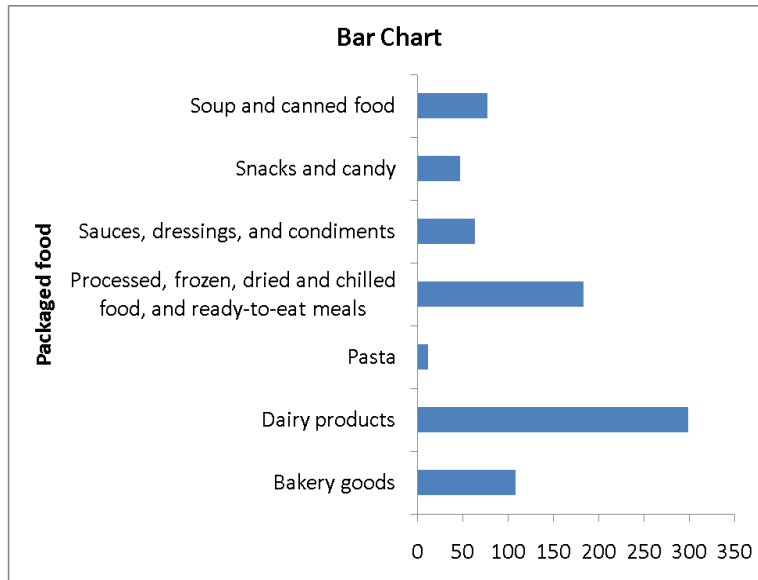 Bar Chart
Packaged food
Soup and canned food
Snacks and candy
Sauces, dressings, and condiments
Processed, frozen, dried and chilled
food, and ready-to-eat meals
Pasta
Dairy products
Bakery goods
0 50 100 150 200 250 300 350